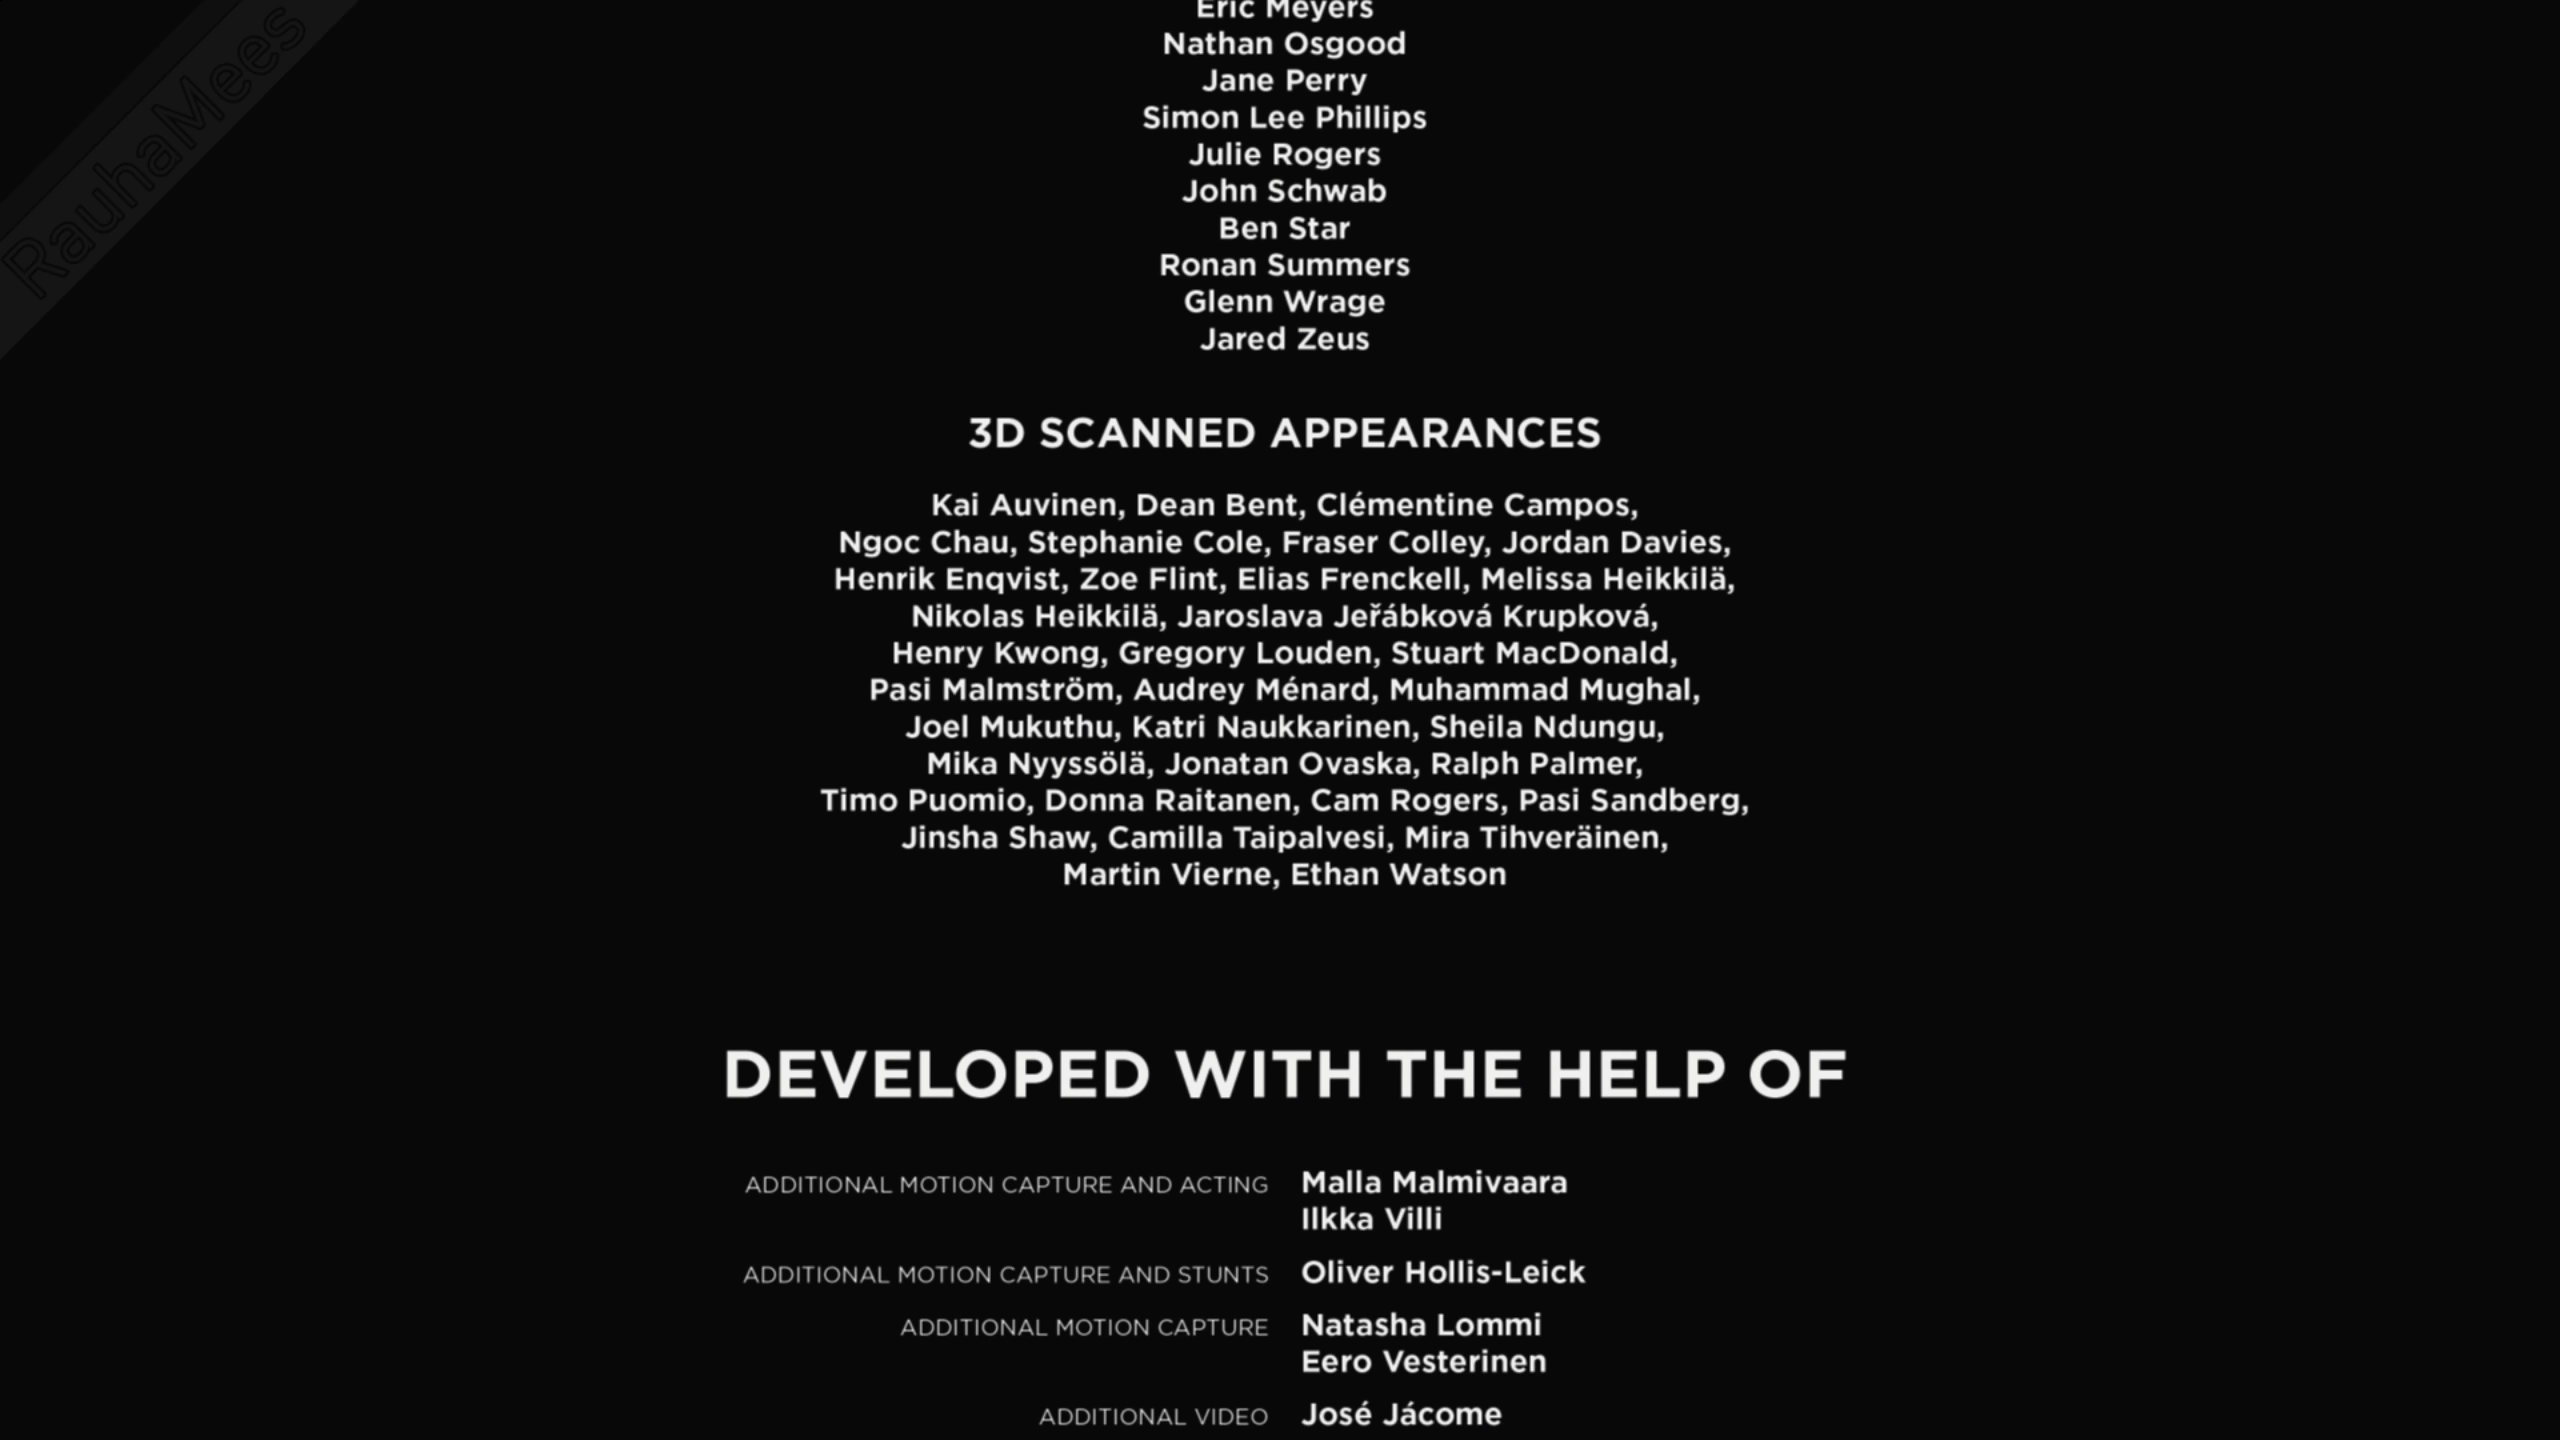 RauhaMees
Eric Meyers
Nathan Osgood
Jane Perry
Simon Lee Phillips
Julie Rogers
John Schwab
Ben Star
Ronan Summers
Glenn Wrage
Jared Zeus
3D SCANNED APPEARANCES
Kai Auvinen, Dean Bent, Clémentine Campos,
Ngoc Chau, Stephanie Cole, Fraser Colley, Jordan Davies,
Henrik Enqvist, Zoe Flint, Elias Frenckell, Melissa Heikkilä,
Nikolas Heikkilä, Jaroslava Jeřábková Krupková,
Henry Kwong, Gregory Louden, Stuart MacDonald,
Pasi Malmström, Audrey Ménard, Muhammad Mughal,
Joel Mukuthu, Katri Naukkarinen, Sheila Ndungu,
Mika Nyyssölä, Jonatan Ovaska, Ralph Palmer,
Timo Puomio, Donna Raitanen, Cam Rogers, Pasi Sandberg,
Jinsha Shaw, Camilla Taipalvesi, Mira Tihveräinen,
Martin Vierne, Ethan Watson
DEVELOPED WITH THE HELP OF
ADDITIONAL MOTION CAPTURE AND ACTING Malla Malmivaara
Ilkka Villi
ADDITIONAL MOTION CAPTURE AND STUNTS Oliver Hollis-Leick
ADDITIONAL MOTION CAPTURE Natasha Lommi
Eero Vesterinen
ADDITIONAL VIDEO José Jácome